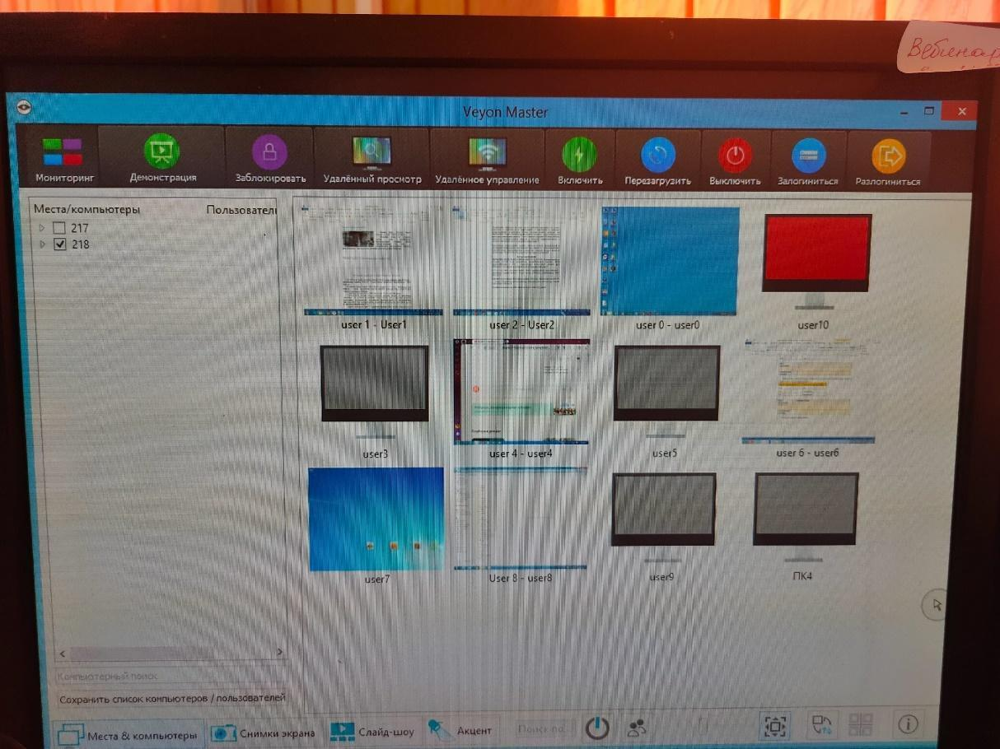 Вебинар
Veyon Master
Мониторинг
Демонстрация
Заблокировать
Удалённый просмотр
Удалённое управление
Включить
Перезагрузить
Выключить
Залогиниться
Разлогиниться
Места/компьютеры
Пользователи
217
218
user 1 - User1
user 2 - User2
user 0 - user0
user10
user3
user 4 - user4
user5
user 6 - user6
user7
User 8 - user8
user9
ПК4
Компьютерный поиск
Сохранить список компьютеров / пользователей
Места & компьютеры
Снимки экрана
Слайд-шоу
Акцент
Поиск по...